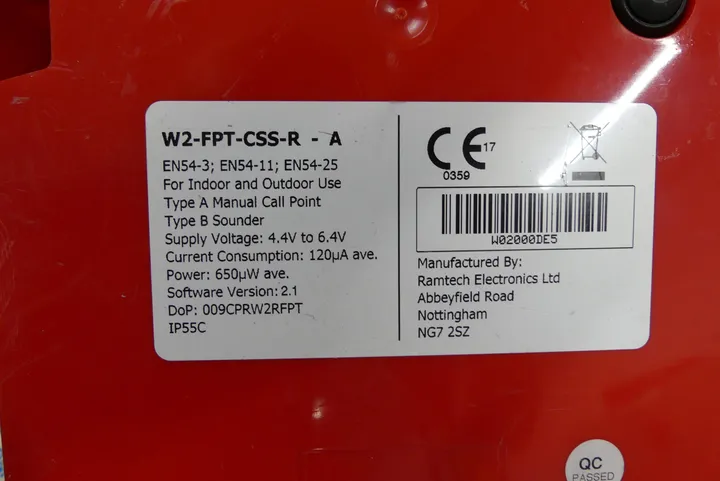 W2-FPT-CSS-R - A
EN54-3; EN54-11; EN54-25
For Indoor and Outdoor Use
Type A Manual Call Point
Type B Sounder
Supply Voltage: 4.4V to 6.4V
Current Consumption: 120µA ave.
Power: 650µW ave.
Software Version: 2.1
DoP: 009CPRW2RFPT
IP55C
CE 17
0359
W02000DE5
Manufactured By:
Ramtech Electronics Ltd
Abbeyfield Road
Nottingham
NG7 2SZ
QC
PASSED